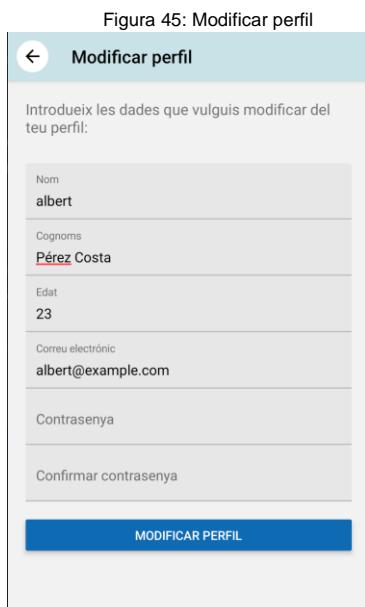 Figura 45: Modificar perfil
Modificar perfil
Introdueix les dades que vulguis modificar del
teu perfil:
Nom
albert
Cognoms
Pérez Costa
Edat
23
Correu electrónic
albert@example.com
Contrasenya
Confirmar contrasenya
MODIFICAR PERFIL